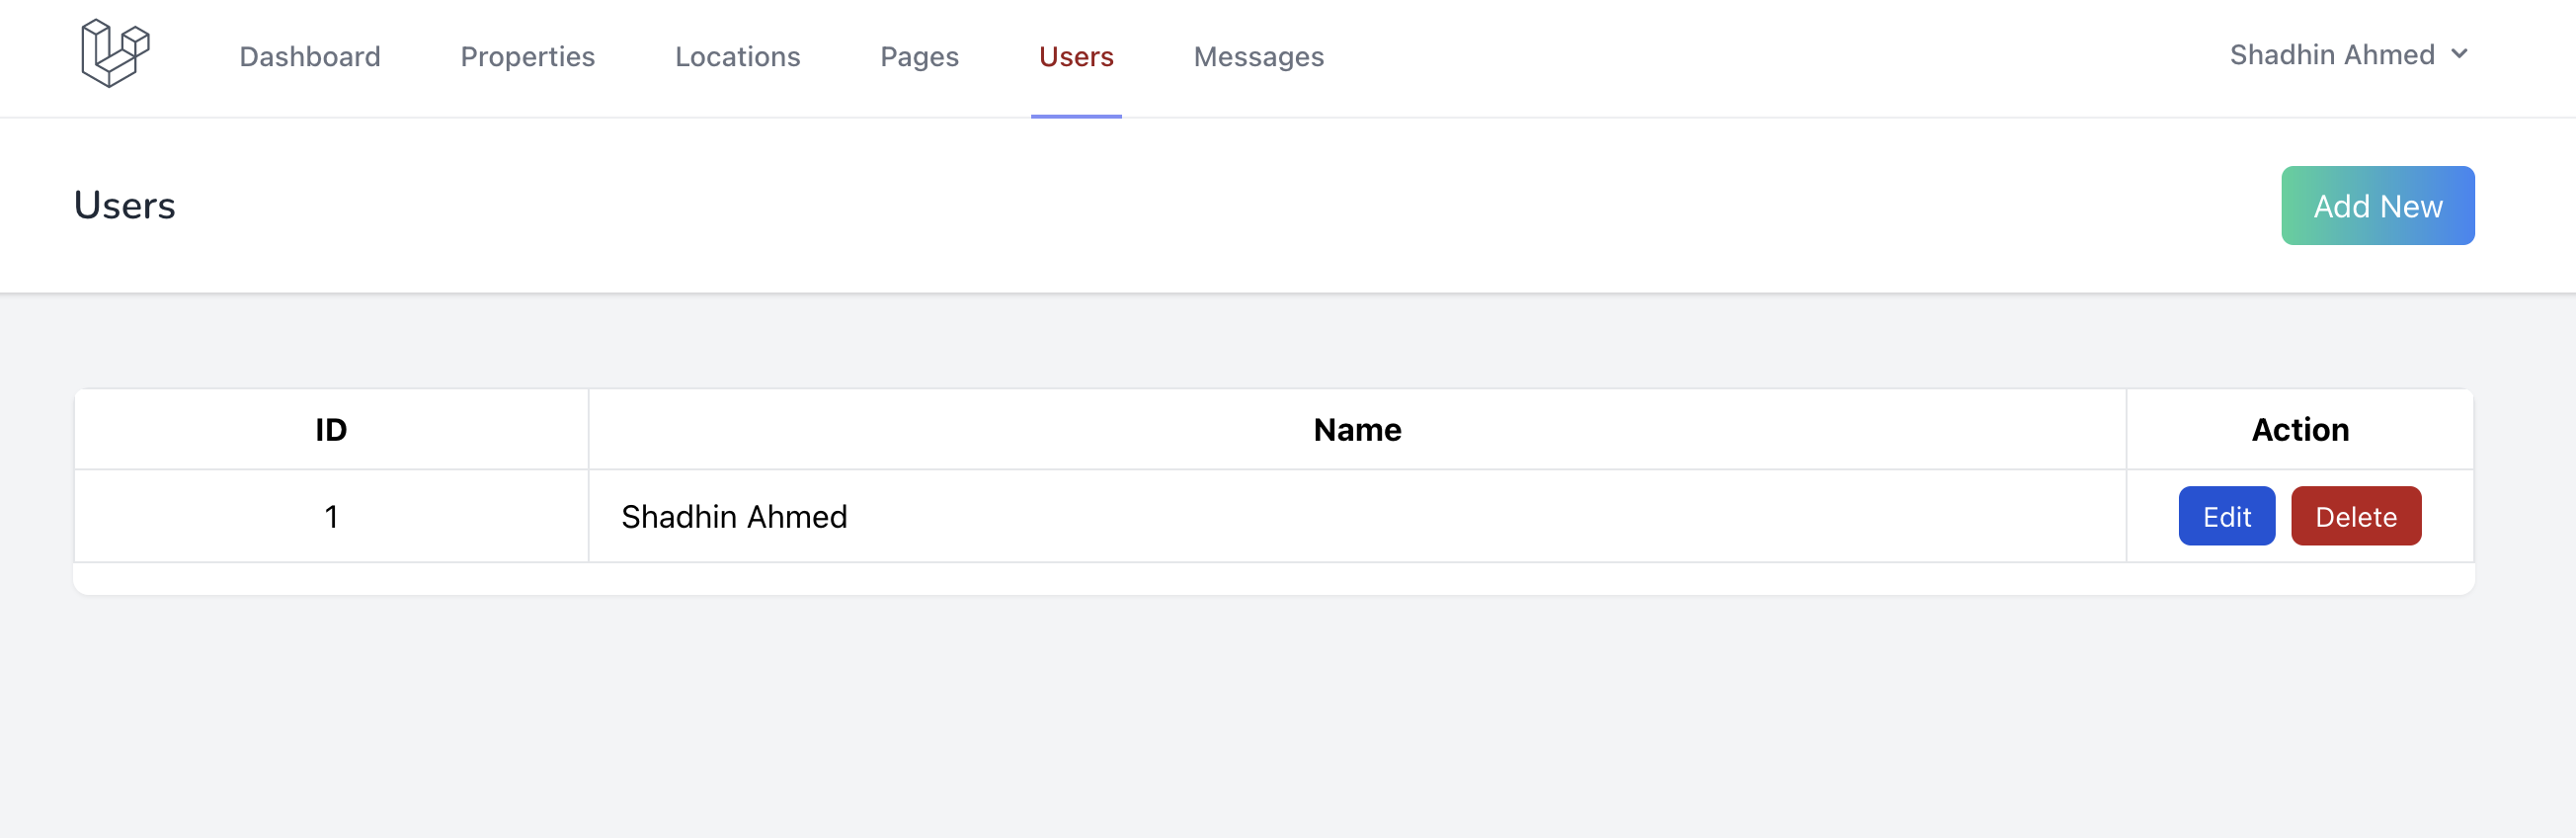 Dashboard Properties Locations Pages Users Messages Shadhin Ahmed
Users Add New
ID Name Action
1 Shadhin Ahmed Edit Delete